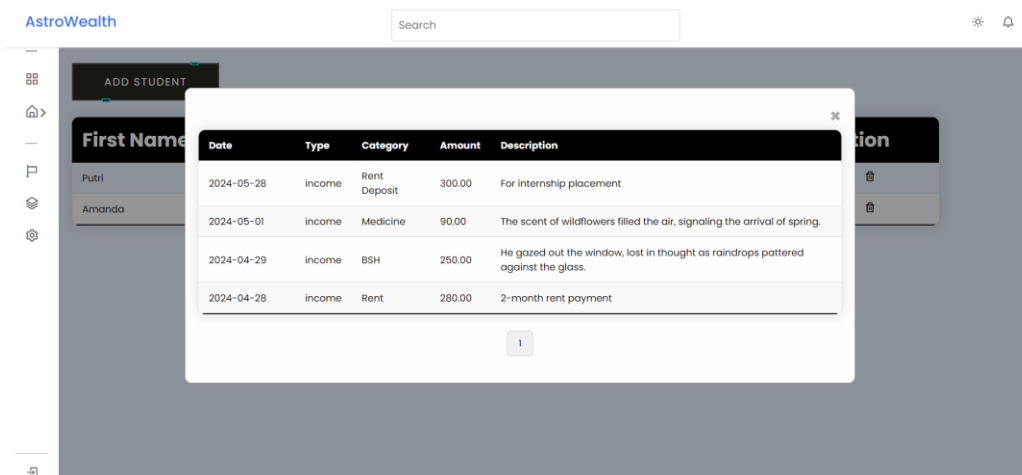 AstroWealth
Search
ADD STUDENT
First Name
tion
Putri
Amanda
Date Type Category Amount Description
2024-05-28 income Rent Deposit 300.00 For internship placement
2024-05-01 income Medicine 90.00 The scent of wildflowers filled the air, signaling the arrival of spring.
2024-04-29 income BSH 250.00 He gazed out the window, lost in thought as raindrops pattered
against the glass.
2024-04-28 income Rent 280.00 2-month rent payment
1